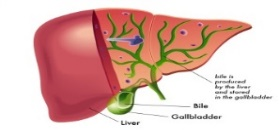 bile is
produced
by the liver
and stored
in the gallbladder
Bile
Gallbladder
Liver